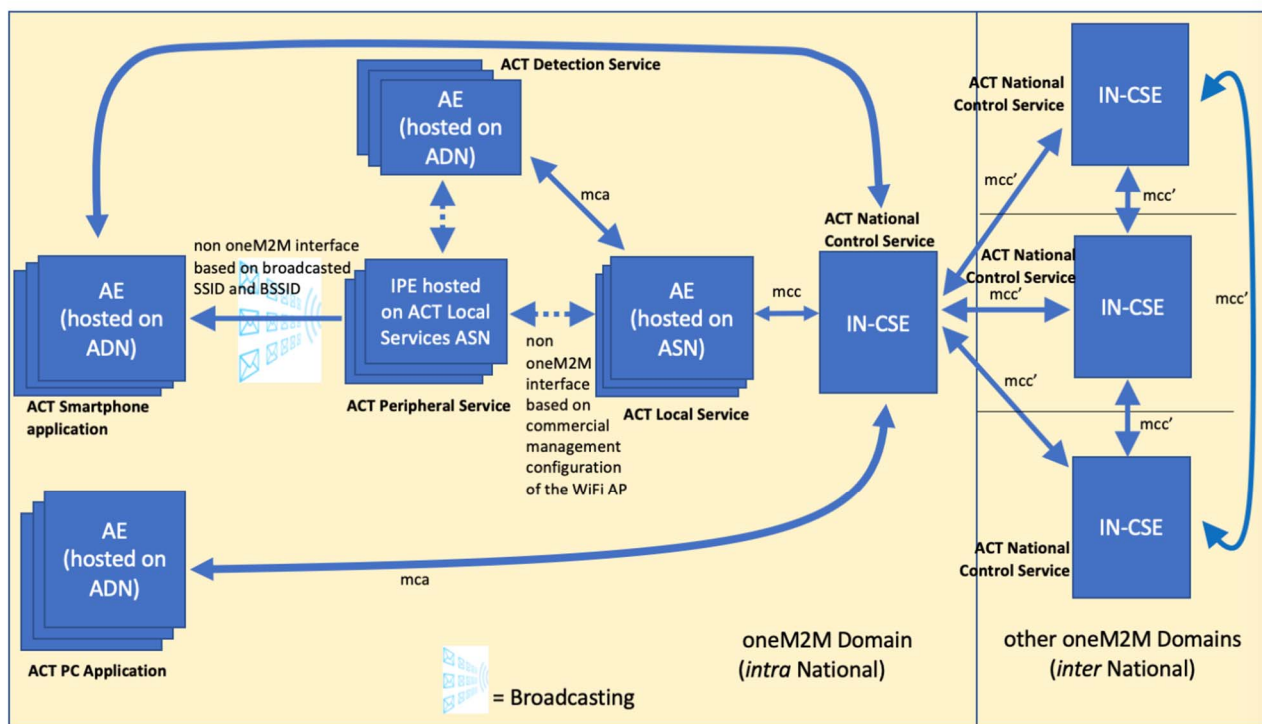 ACT Detection Service
AE
(hosted on
ADN)
mca
non oneM2M interface
based on broadcasted
SSID and BSSID
AE
(hosted on
ADN)
ACT Smartphone
application
IPE hosted
on ACT Local
Services ASN
ACT Peripheral Service
non
oneM2M
interface
based on
commercial
management
configuration
of the WiFi AP
AE
(hosted on
ASN)
ACT Local Service
mcc
ACT National
Control Service
IN-CSE
AE
(hosted on
ADN)
ACT PC Application
mca
= Broadcasting
oneM2M Domain
(intra National)
ACT National
Control Service
IN-CSE
mcc’
mcc’
ACT National
Control Service
mcc’
IN-CSE
mcc’
mcc’
mcc’
IN-CSE
ACT National
Control Service
other oneM2M Domains
(inter National)